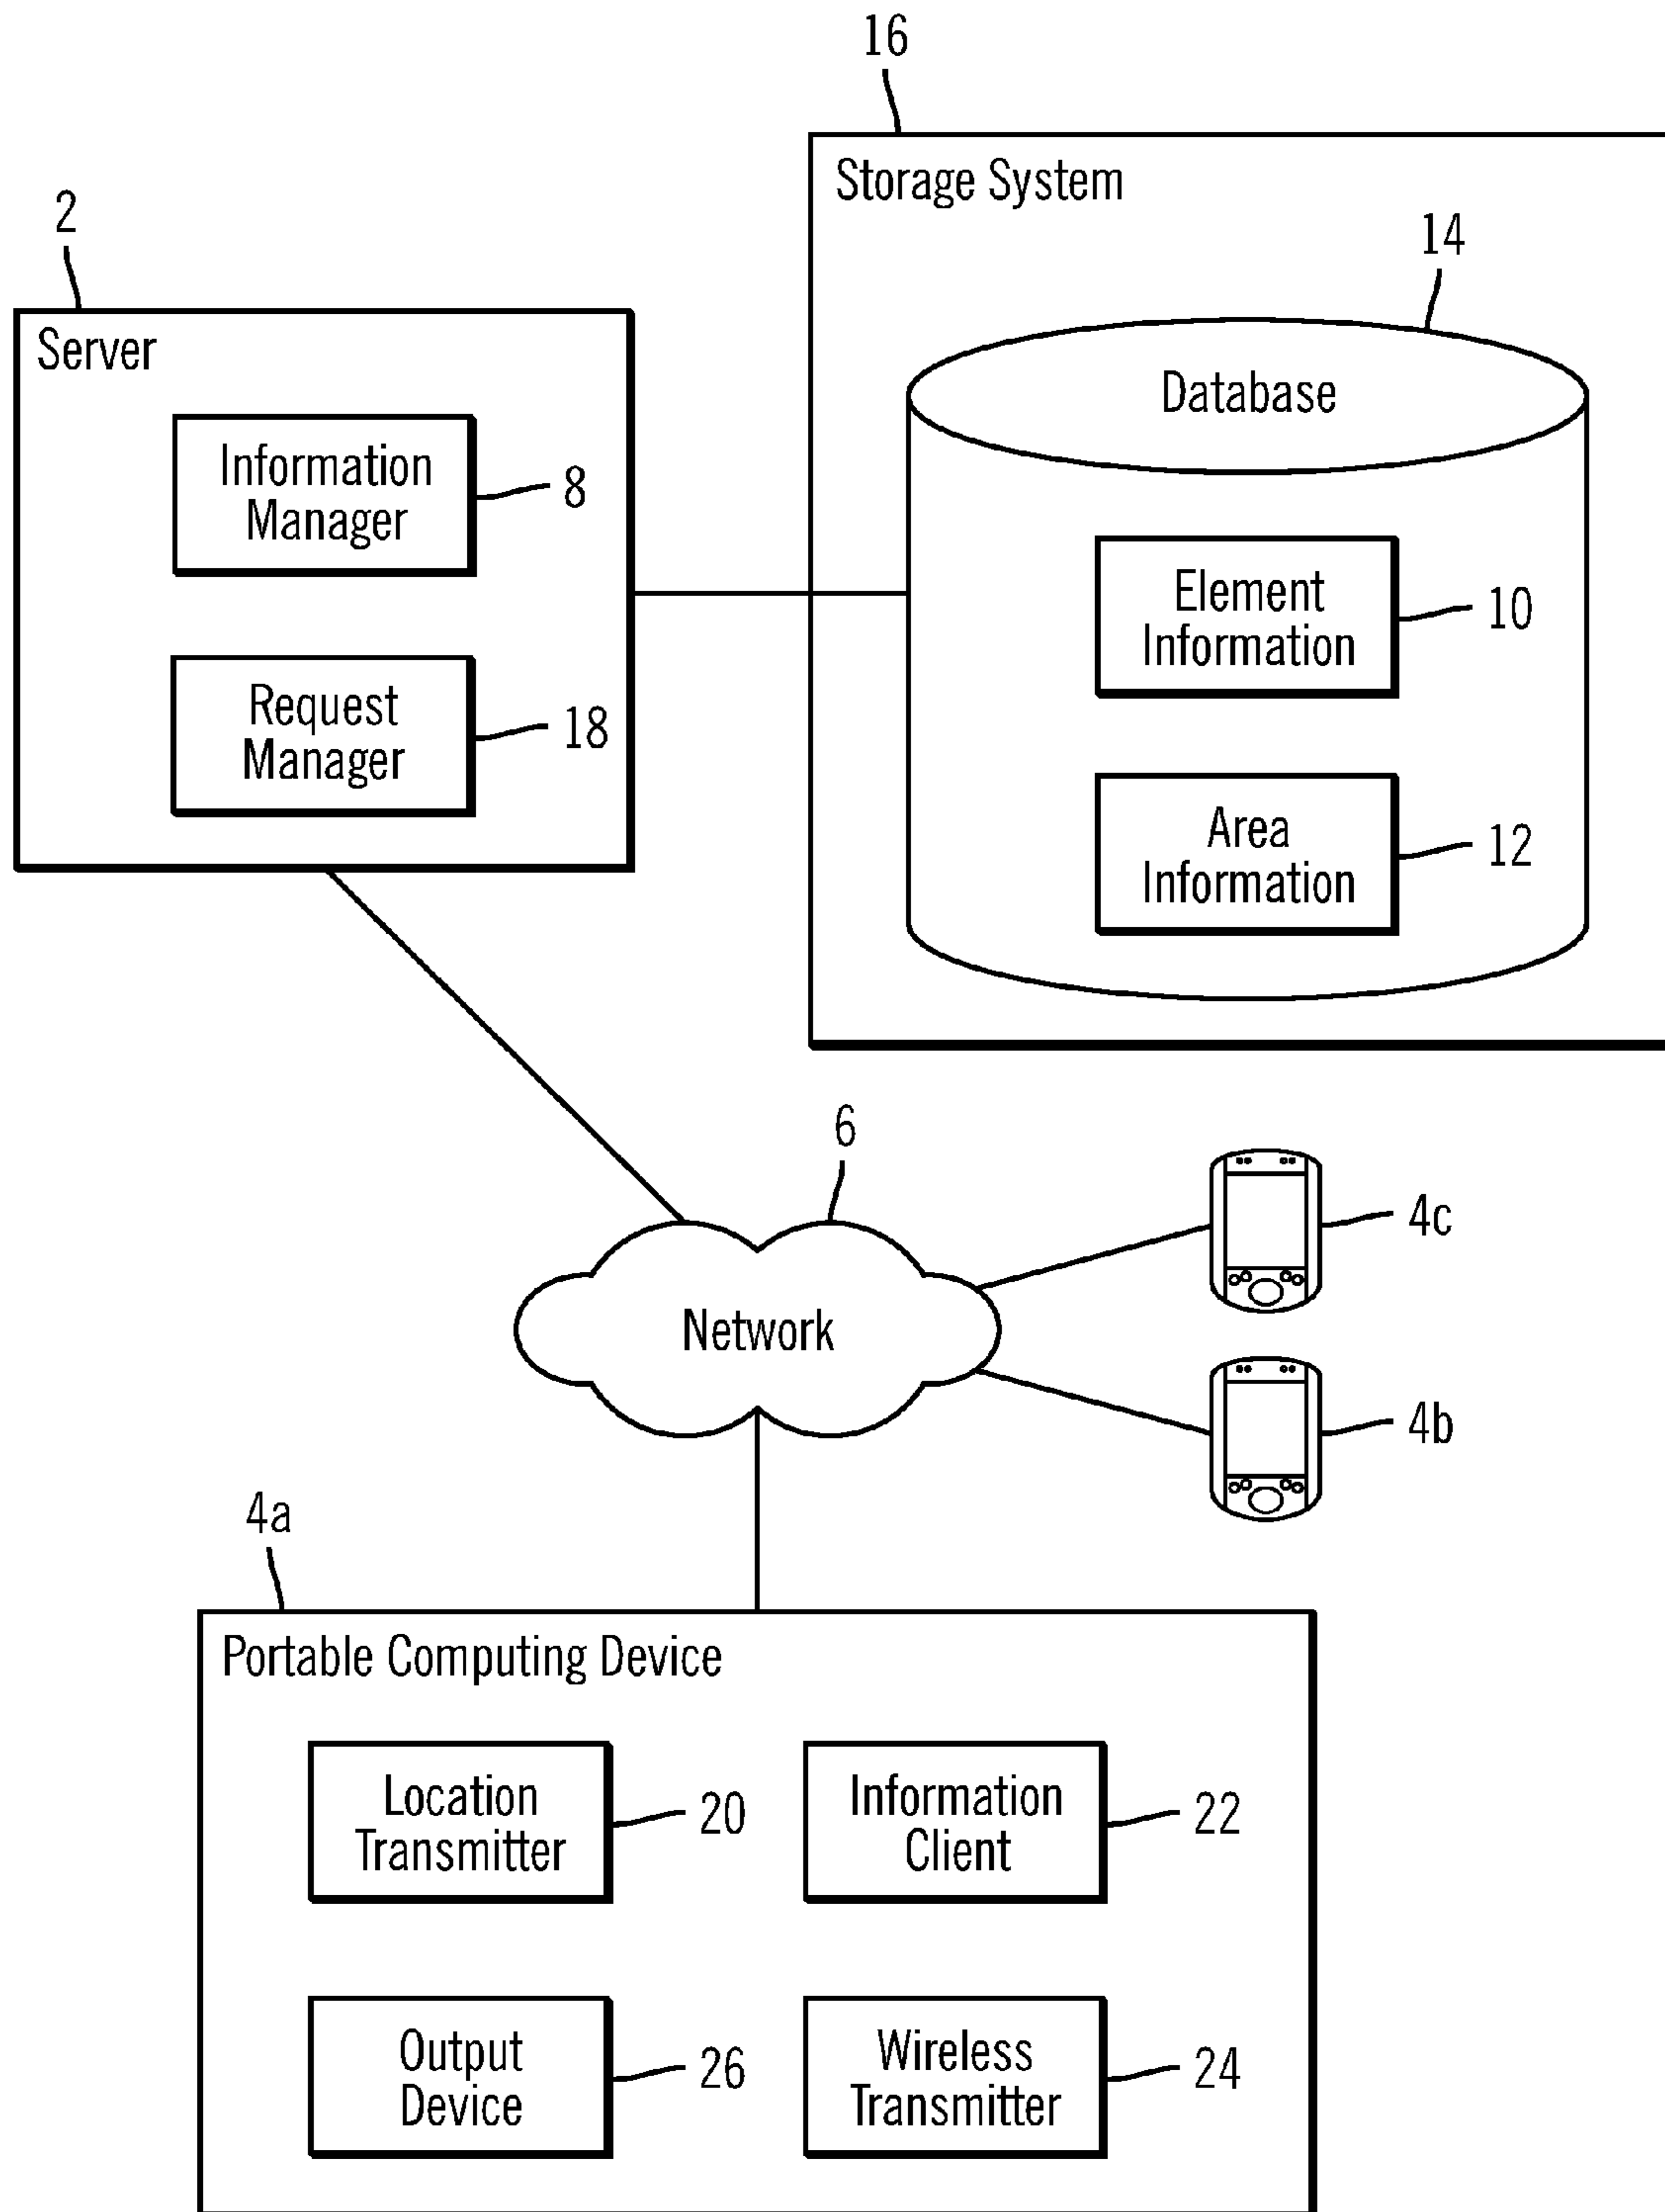 16
Storage System
2
14
Server
Database
Information
Manager
8
Element
Information
10
Request
Manager
18
Area
Information
12
6
4c
Network
4b
4a
Portable Computing Device
Location
Transmitter
20
Information
Client
22
Output
Device
26
Wireless
Transmitter
24